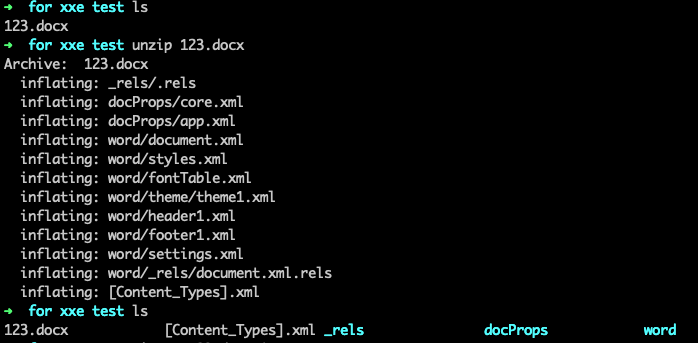 ➜ for xxe test ls
123.docx
➜ for xxe test unzip 123.docx
Archive:  123.docx
  inflating: _rels/.rels
  inflating: docProps/core.xml
  inflating: docProps/app.xml
  inflating: word/document.xml
  inflating: word/styles.xml
  inflating: word/fontTable.xml
  inflating: word/theme/theme1.xml
  inflating: word/header1.xml
  inflating: word/footer1.xml
  inflating: word/settings.xml
  inflating: word/_rels/document.xml.rels
  inflating: [Content_Types].xml
➜ for xxe test ls
123.docx [Content_Types].xml _rels docProps word